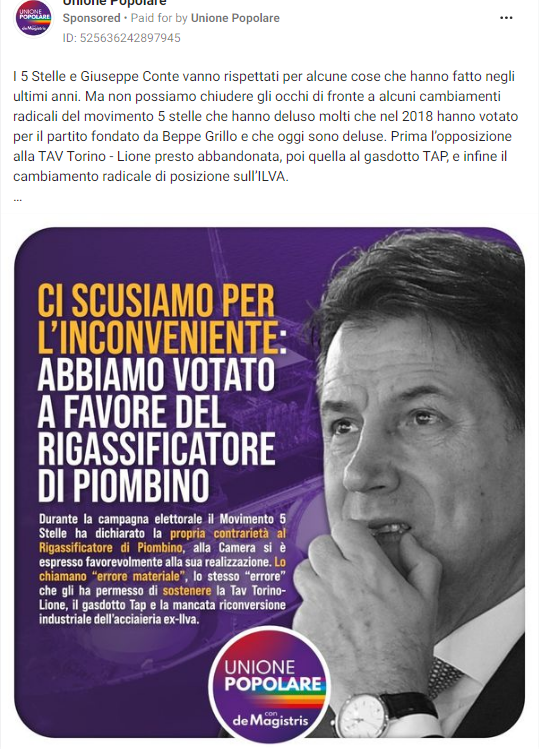 Unione Popolare
Sponsored • Paid for by Unione Popolare
ID: 525636242897945
I 5 Stelle e Giuseppe Conte vanno rispettati per alcune cose che hanno fatto negli
ultimi anni. Ma non possiamo chiudere gli occhi di fronte a alcuni cambiamenti
radicali del movimento 5 stelle che hanno deluso molti che nel 2018 hanno votato
per il partito fondato da Beppe Grillo e che oggi sono deluse. Prima l'opposizione
alla TAV Torino - Lione presto abbandonata, poi quella al gasdotto TAP, e infine il
cambiamento radicale di posizione sull'ILVA.
...
CI SCUSIAMO PER
L'INCONVENIENTE:
ABBIAMO VOTATO
A FAVORE DEL
RIGASSIFICATORE
DI PIOMBINO
Durante la campagna elettorale il Movimento 5
Stelle ha dichiarato la propria contrarietà al
Rigassificatore di Piombino, alla Camera si è
espresso favorevolmente alla sua realizzazione. Lo
chiamano "errore materiale", lo stesso "errore"
che gli ha permesso di sostenere la Tav Torino-
Lione, il gasdotto Tap e la mancata riconversione
industriale dell'acciaieria ex-Ilva.
UNIONE
POPOLARE
con
de Magistris
UNIONE
POPOLARE
con
de Magistris